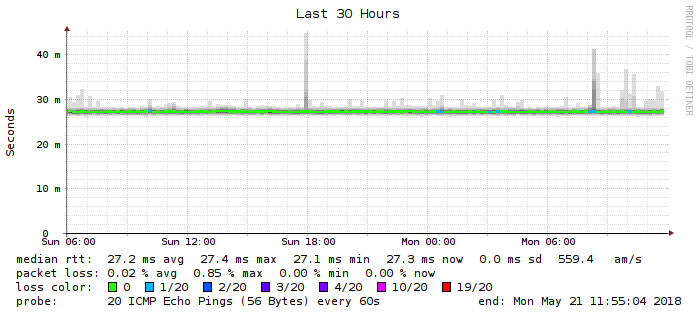 Last 30 Hours
RRDTOOL / TOBI OETIKER
Seconds
40 m
30 m
20 m
10 m
0
Sun 06:00 Sun 12:00 Sun 18:00 Mon 00:00 Mon 06:00
median rtt: 27.2 ms avg 27.4 ms max 27.1 ms min 27.3 ms now 0.0 ms sd 559.4 am/s
packet loss: 0.02 % avg 0.85 % max 0.00 % min 0.00 % now
loss color: 0 1/20 2/20 3/20 4/20 10/20 19/20
probe: 20 ICMP Echo Pings (56 Bytes) every 60s end: Mon May 21 11:55:04 2018